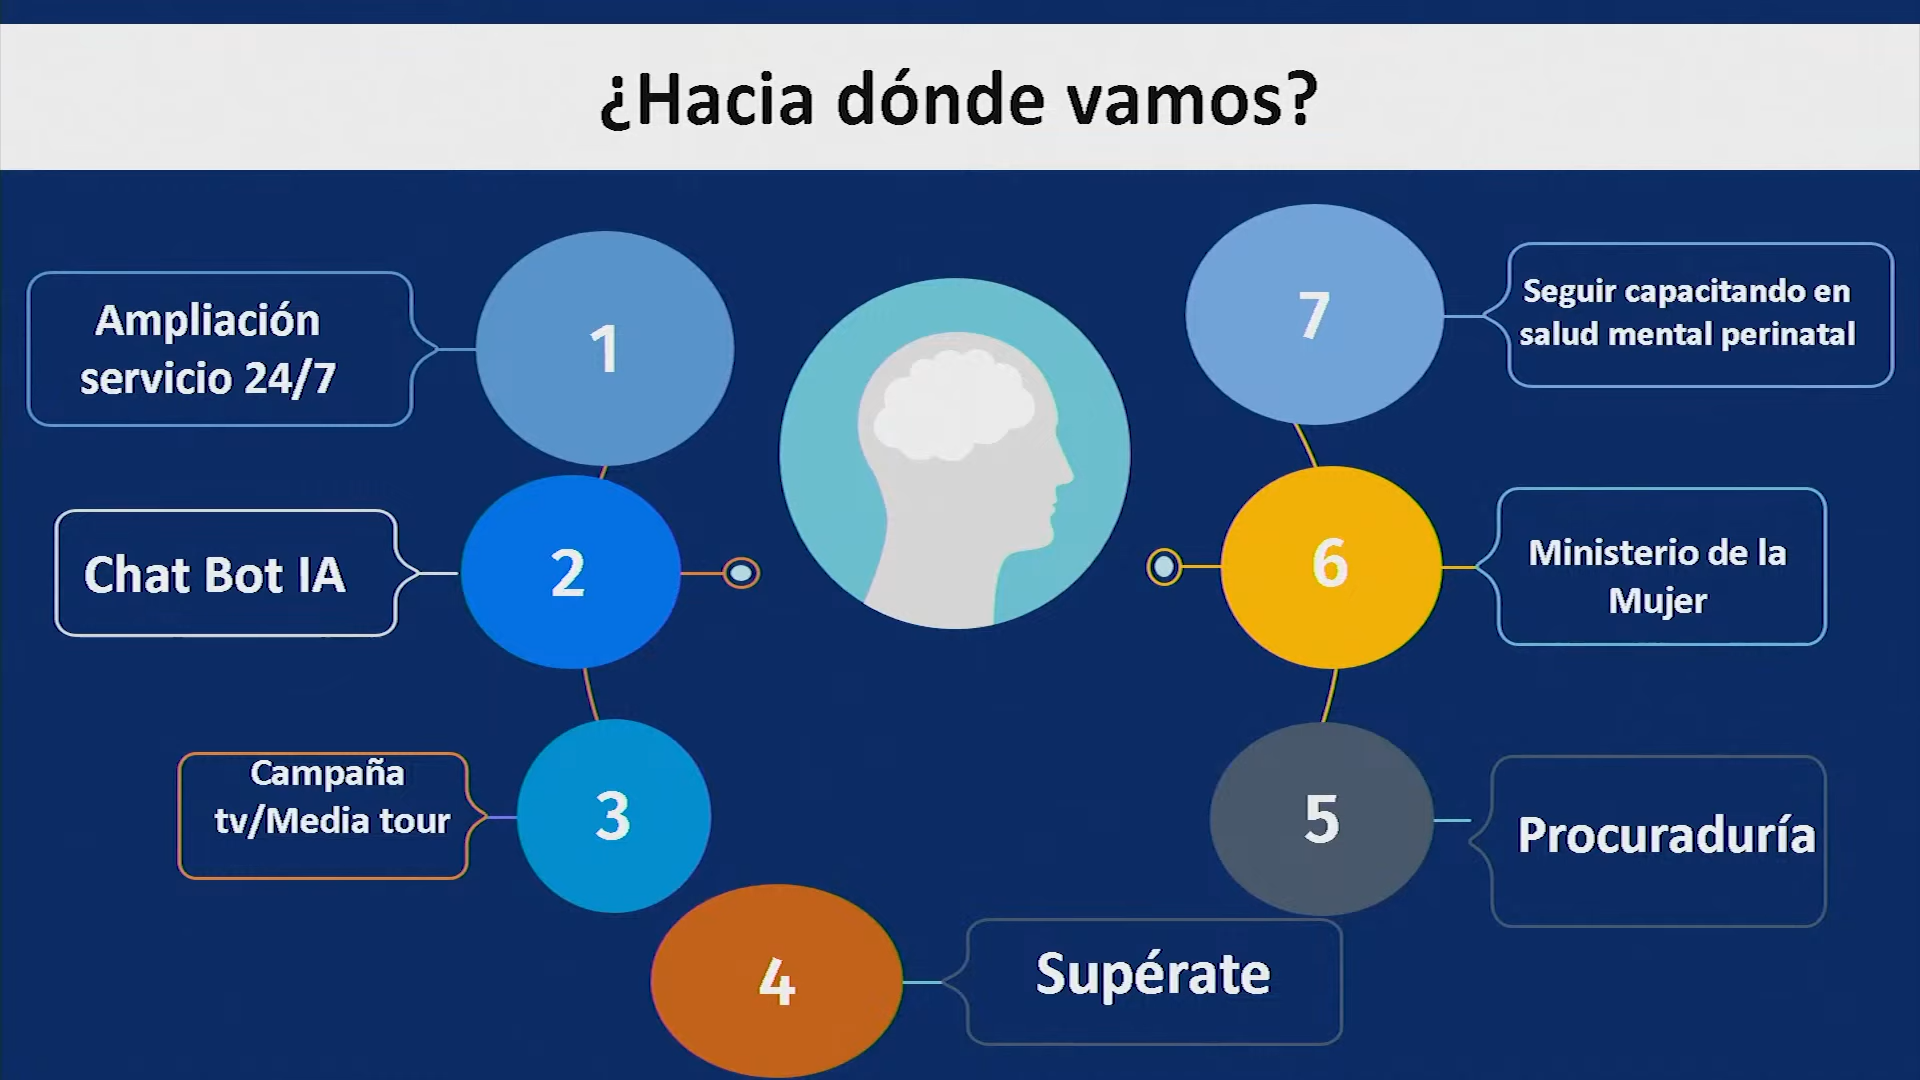 ¿Hacia dónde vamos?
1
Ampliación
servicio 24/7
2
Chat Bot IA
3
Campaña
tv/Media tour
4
Supérate
5
Procuraduría
6
Ministerio de la
Mujer
7
Seguir capacitando en
salud mental perinatal